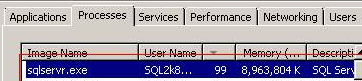 Applications Processes Services Performance Networking Users
Image Name User Name Memory (... Descripti
sqlservr.exe SQL2k8... 99 8,963,804 K SQL Serv